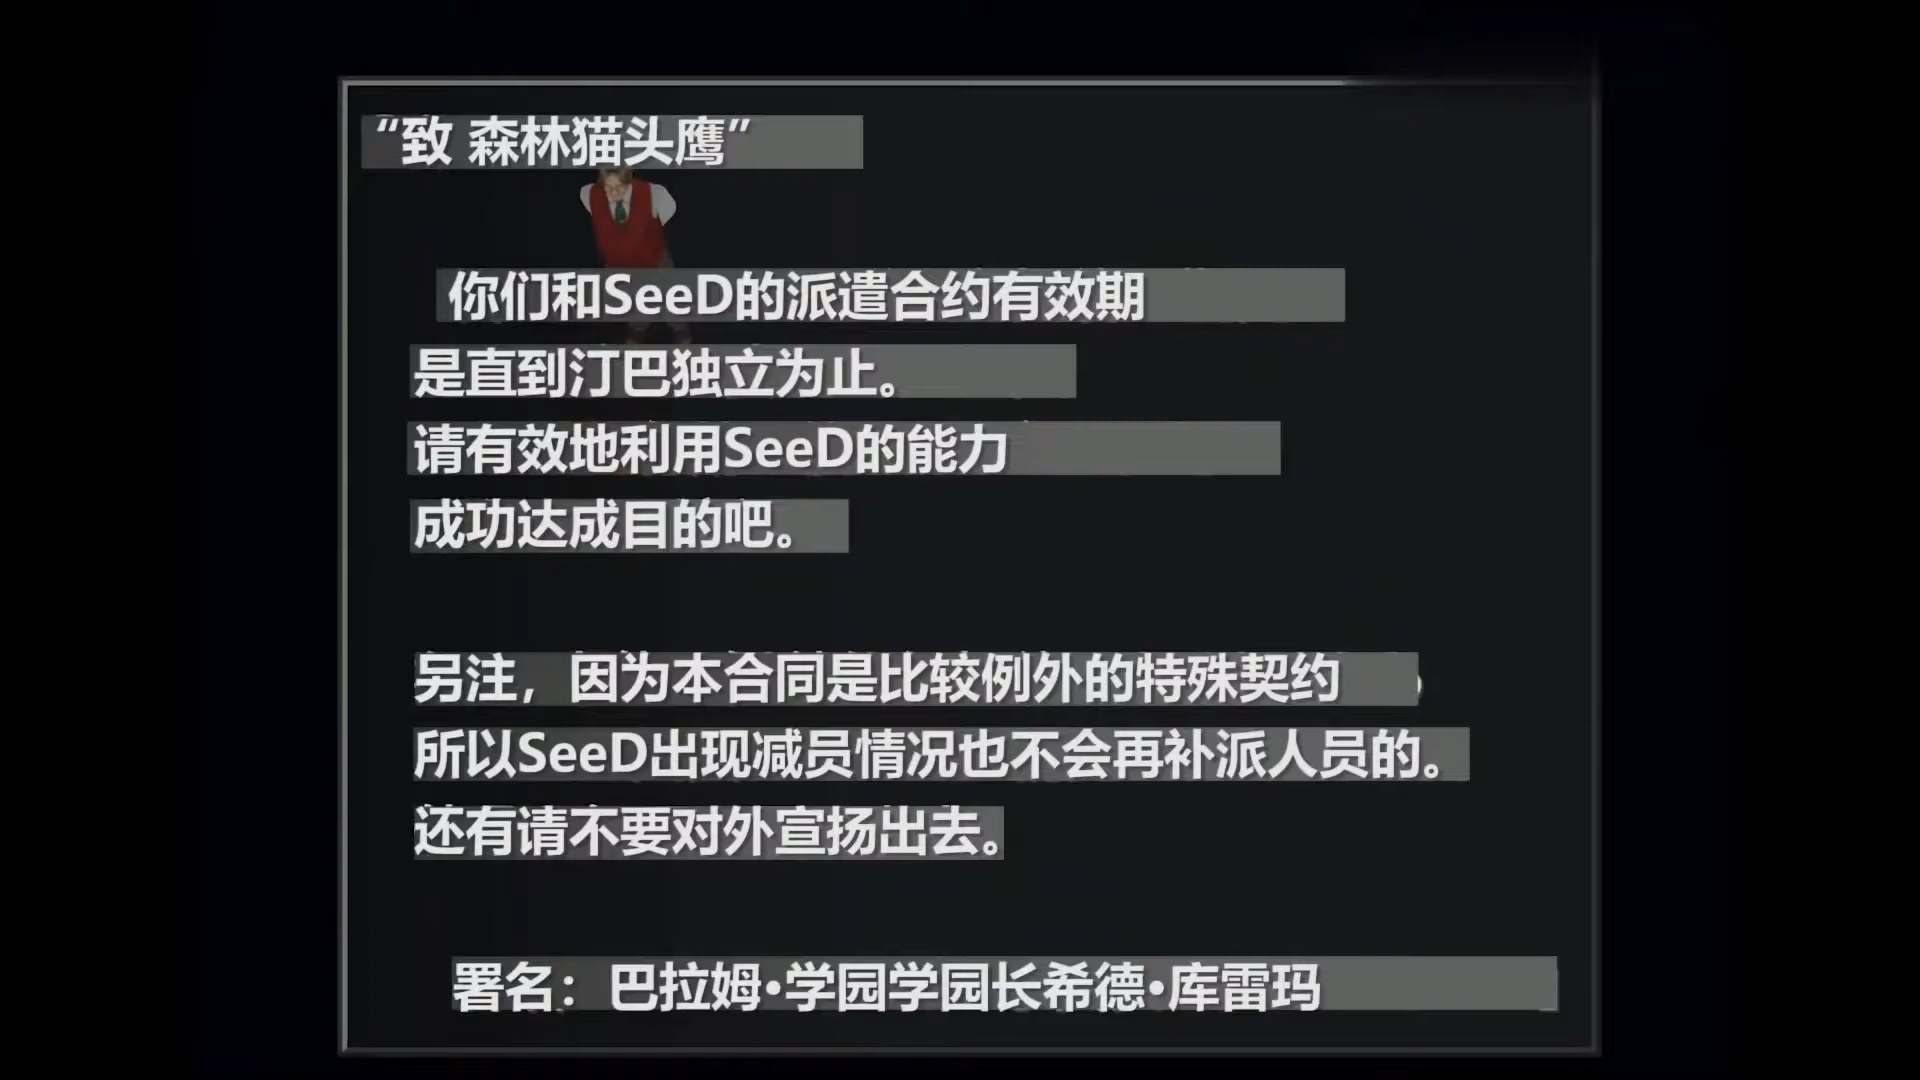 “致 森林猫头鹰”
你们和SeeD的派遣合约有效期
是直到汀巴独立为止。
请有效地利用SeeD的能力
成功达成目的吧。
另注，因为本合同是比较例外的特殊契约
所以SeeD出现减员情况也不会再补派人员的。
还有请不要对外宣扬出去。
署名：巴拉姆•学园学园长希德•库雷玛